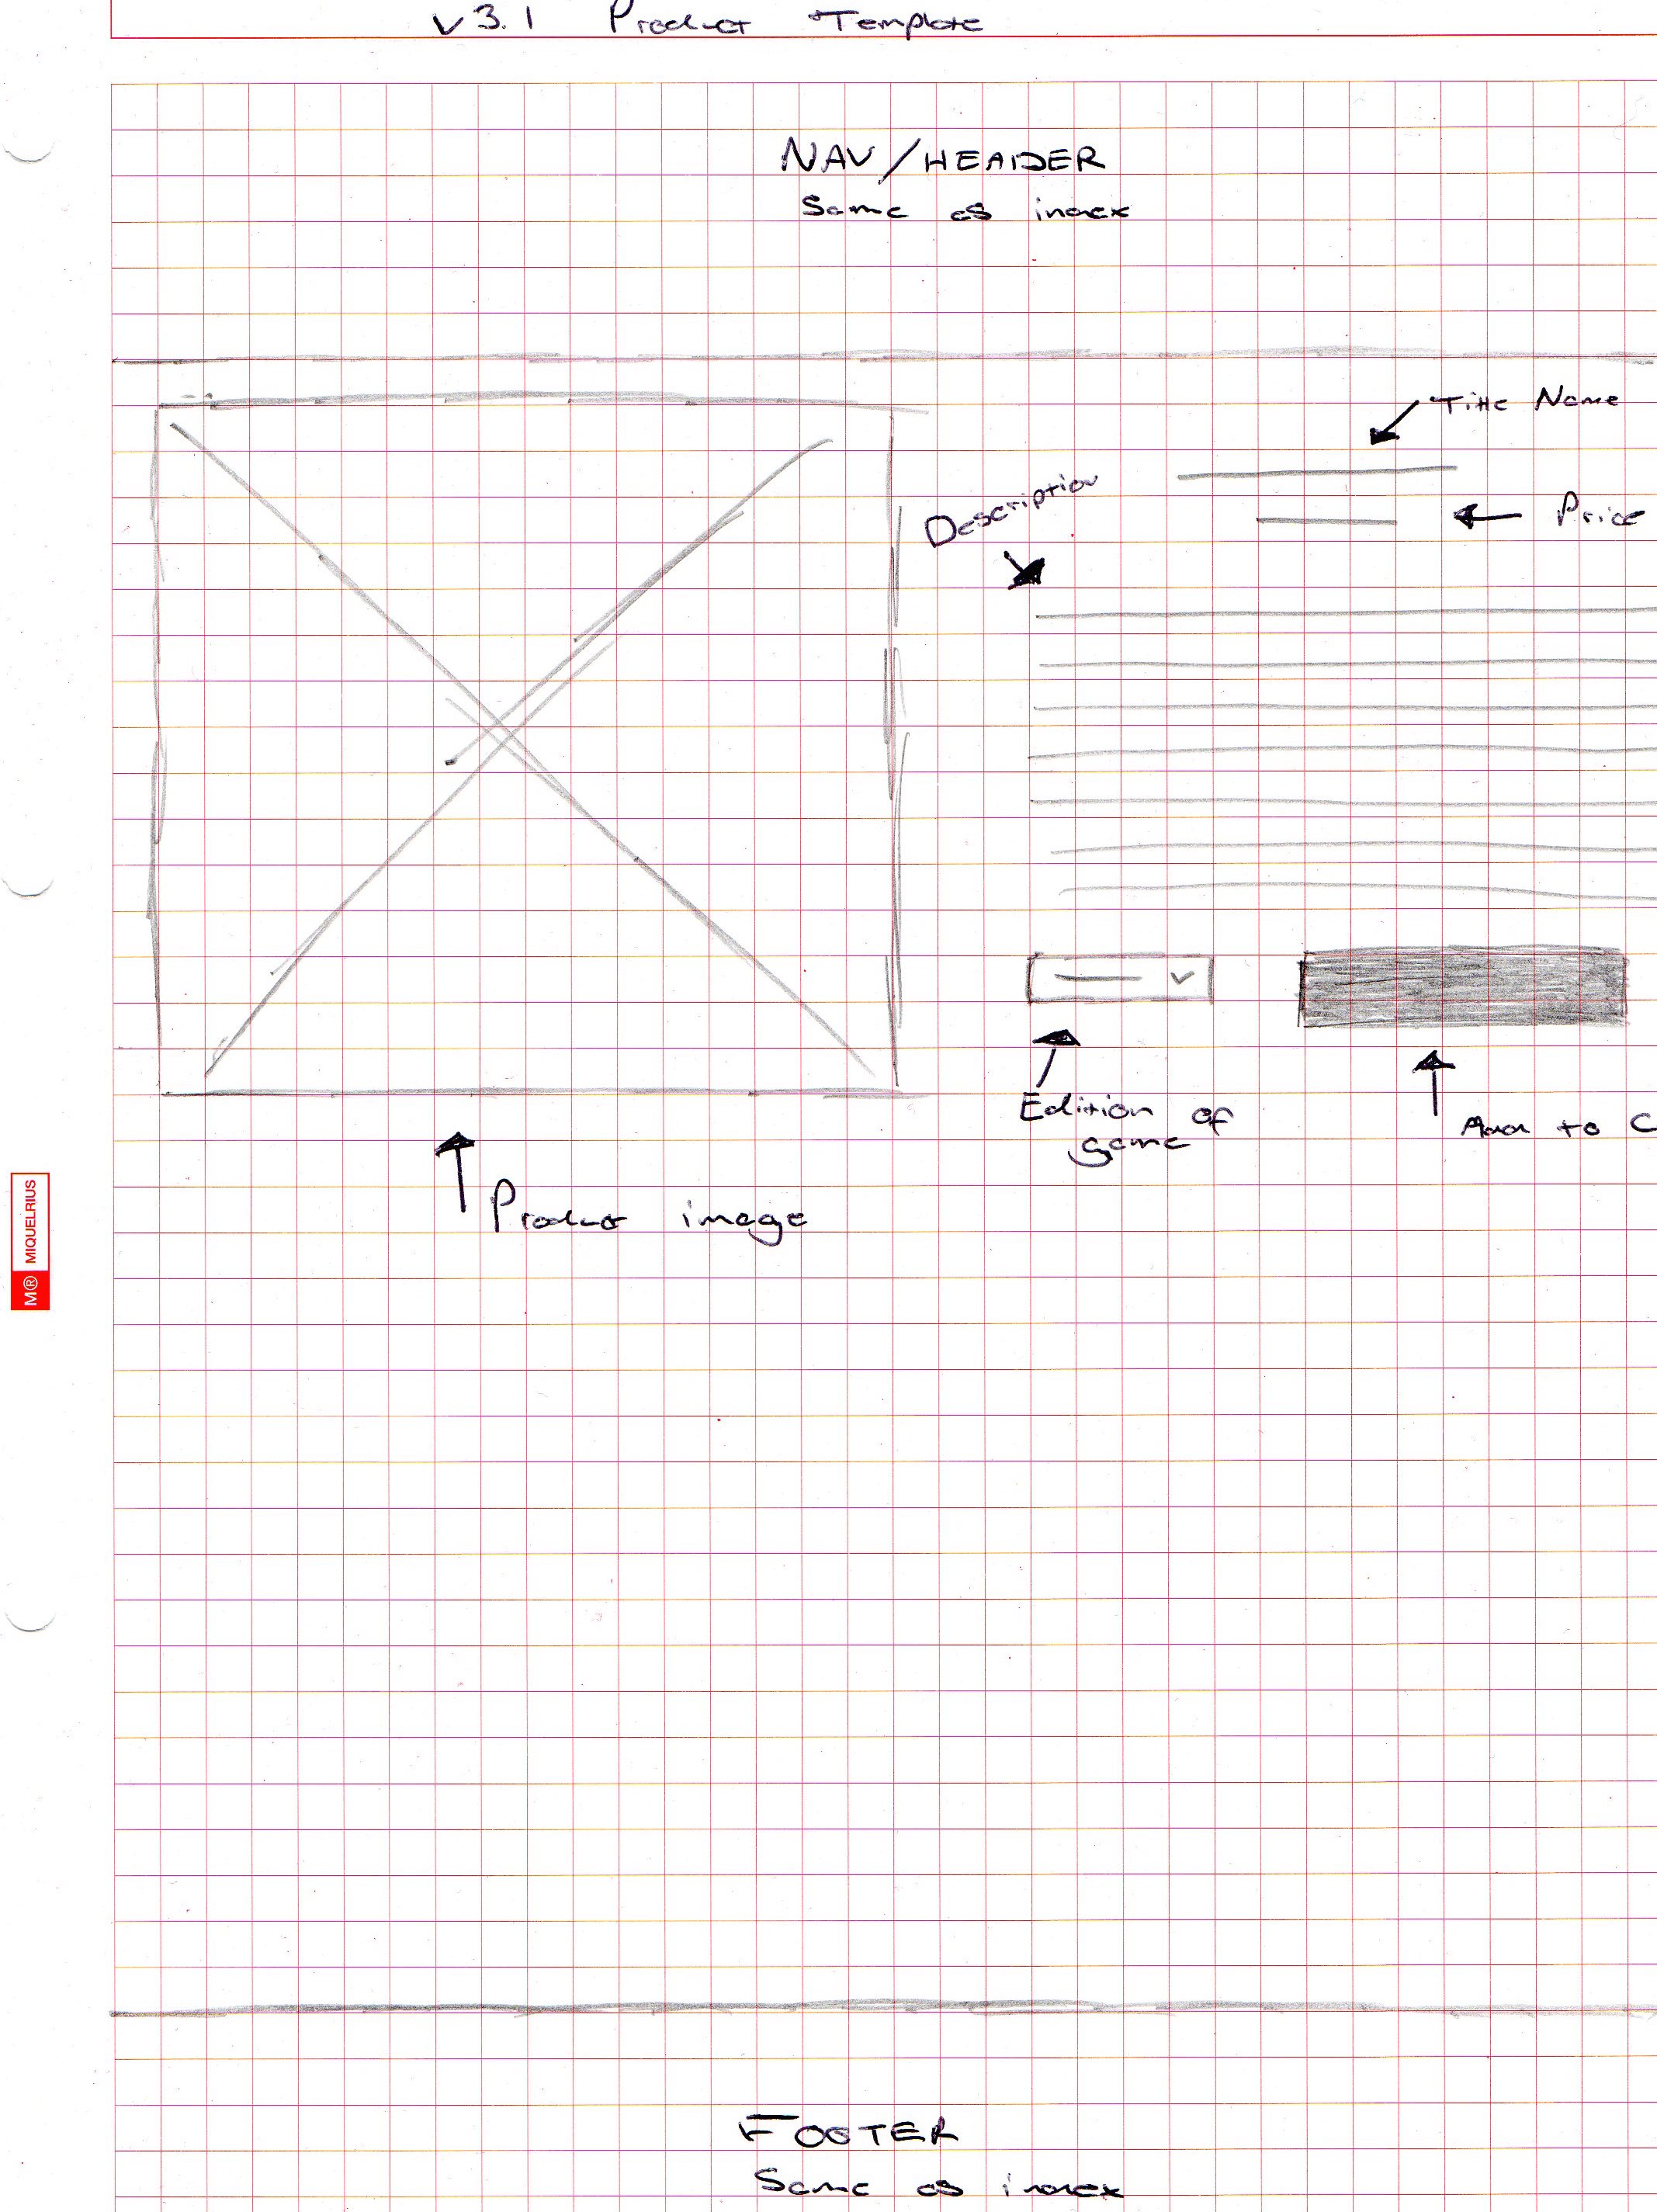 v3.1 Product Template
NAV/HEADER
Same as index
Title Name
Description
Price
Edition of
game
Add to C
Product image
M® MIQUELRIUS
FOOTER
Same as index